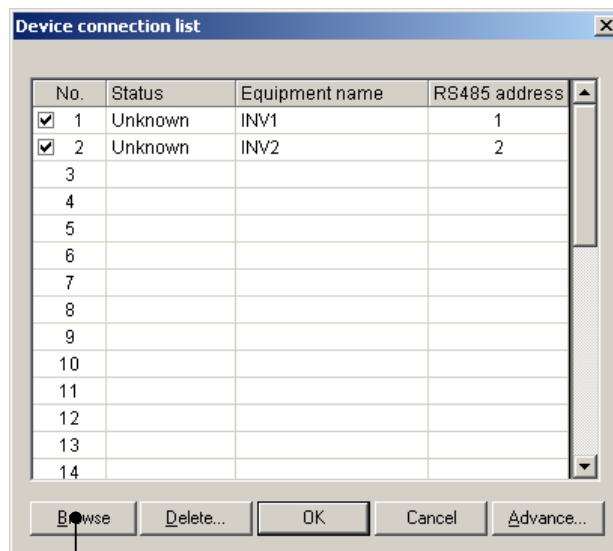 Device connection list
No. Status Equipment name RS485 address
1 Unknown INV1 1
2 Unknown INV2 2
3
4
5
6
7
8
9
10
11
12
13
14
Browse Delete... OK Cancel Advance...